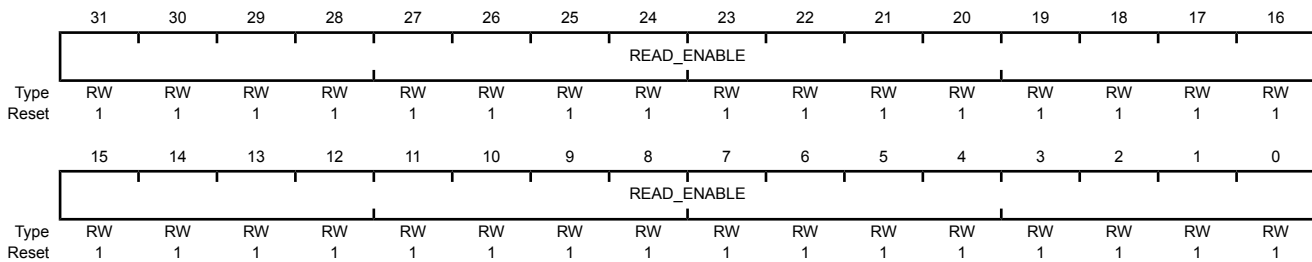 31 30 29 28 27 26 25 24 23 22 21 20 19 18 17 16
READ_ENABLE
Type RW RW RW RW RW RW RW RW RW RW RW RW RW RW RW RW
Reset 1 1 1 1 1 1 1 1 1 1 1 1 1 1 1 1
15 14 13 12 11 10 9 8 7 6 5 4 3 2 1 0
READ_ENABLE
Type RW RW RW RW RW RW RW RW RW RW RW RW RW RW RW RW
Reset 1 1 1 1 1 1 1 1 1 1 1 1 1 1 1 1